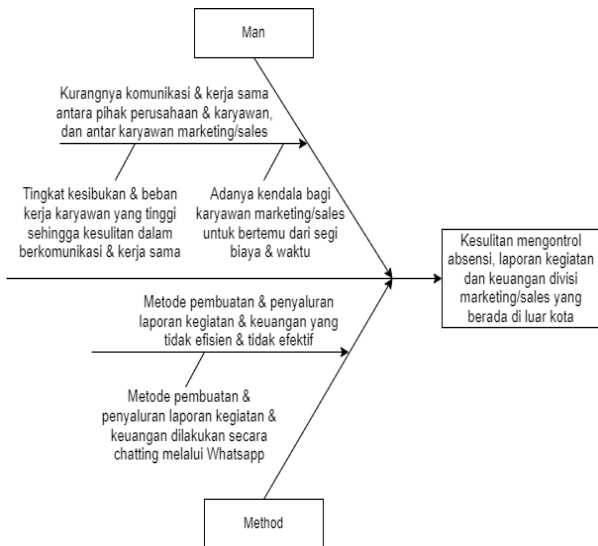 Man
Kurangnya komunikasi & kerja sama
antara pihak perusahaan & karyawan,
dan antar karyawan marketing/sales
Tingkat kesibukan & beban
kerja karyawan yang tinggi
sehingga kesulitan dalam
berkomunikasi & kerja sama
Adanya kendala bagi
karyawan marketing/sales
untuk bertemu dari segi
biaya & waktu
Kesulitan mengontrol
absensi, laporan kegiatan
dan keuangan divisi
marketing/sales yang
berada di luar kota
Metode pembuatan & penyaluran
laporan kegiatan & keuangan yang
tidak efisien & tidak efektif
Metode pembuatan &
penyaluran laporan kegiatan &
keuangan dilakukan secara
chatting melalui Whatsapp
Method